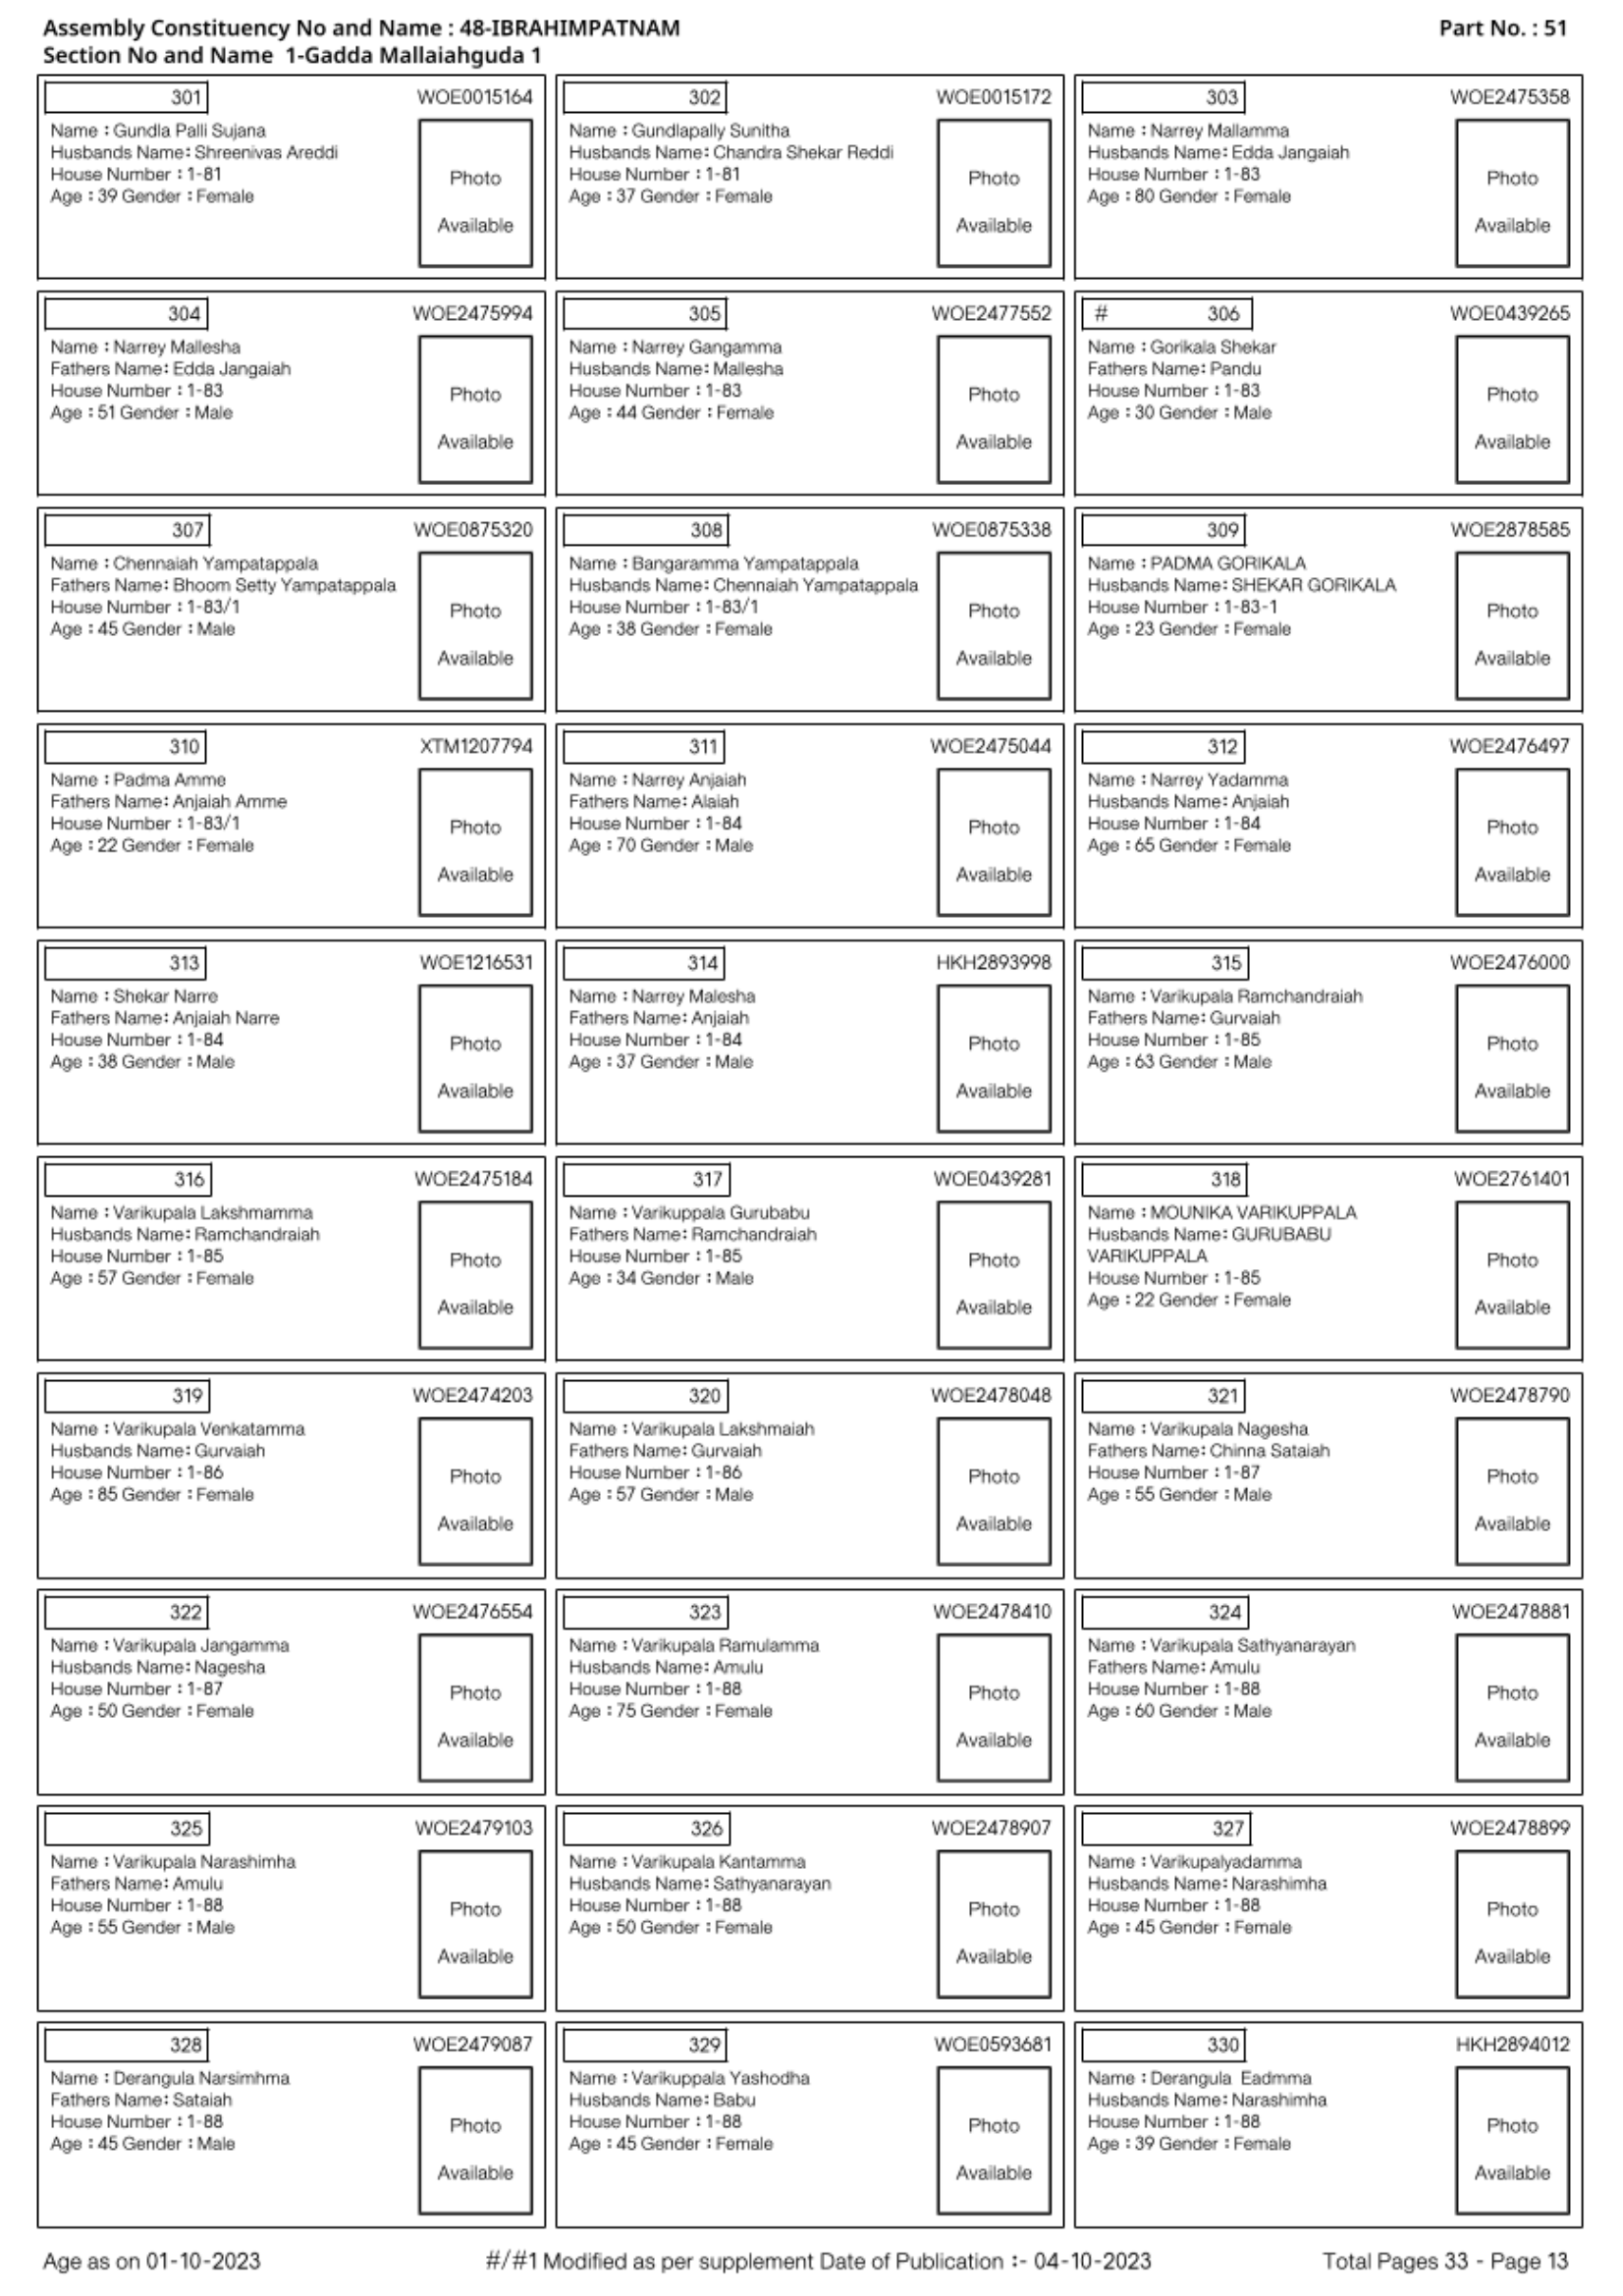 Assembly Constituency No and Name : 48-IBRAHIMPATNAM
Part No. : 51
Section No and Name 1-Gadda Mallaiahguda 1
301 WOE0015164
Name : Gundla Palli Sujana
Husbands Name: Shreenivas Areddi
House Number : 1-81
Age : 39 Gender : Female
Photo
Available
302 WOE0015172
Name : Gundlapally Sunitha
Husbands Name: Chandra Shekar Reddi
House Number : 1-81
Age : 37 Gender : Female
Photo
Available
303 WOE2475358
Name : Narrey Mallamma
Husbands Name: Edda Jangaiah
House Number : 1-83
Age : 80 Gender : Female
Photo
Available
304 WOE2475994
Name : Narrey Mallesha
Fathers Name: Edda Jangaiah
House Number : 1-83
Age : 51 Gender : Male
Photo
Available
305 WOE2477552
Name : Narrey Gangamma
Husbands Name: Mallesha
House Number : 1-83
Age : 44 Gender : Female
Photo
Available
# 306 WOE0439265
Name : Gorikala Shekar
Fathers Name: Pandu
House Number : 1-83
Age : 30 Gender : Male
Photo
Available
307 WOE0875320
Name : Chennaiah Yampatappala
Fathers Name: Bhoom Setty Yampatappala
House Number : 1-83/1
Age : 45 Gender : Male
Photo
Available
308 WOE0875338
Name : Bangaramma Yampatappala
Husbands Name: Chennaiah Yampatappala
House Number : 1-83/1
Age : 38 Gender : Female
Photo
Available
309 WOE2878585
Name : PADMA GORIKALA
Husbands Name: SHEKAR GORIKALA
House Number : 1-83-1
Age : 23 Gender : Female
Photo
Available
310 XTM1207794
Name : Padma Amme
Fathers Name: Anjaiah Amme
House Number : 1-83/1
Age : 22 Gender : Female
Photo
Available
311 WOE2475044
Name : Narrey Anjaiah
Fathers Name: Alaiah
House Number : 1-84
Age : 70 Gender : Male
Photo
Available
312 WOE2476497
Name : Narrey Yadamma
Husbands Name: Anjaiah
House Number : 1-84
Age : 65 Gender : Female
Photo
Available
313 WOE1216531
Name : Shekar Narre
Fathers Name: Anjaiah Narre
House Number : 1-84
Age : 38 Gender : Male
Photo
Available
314 HKH2893998
Name : Narrey Malesha
Fathers Name: Anjaiah
House Number : 1-84
Age : 37 Gender : Male
Photo
Available
315 WOE2476000
Name : Varikupala Ramchandraiah
Fathers Name: Gurvaiah
House Number : 1-85
Age : 63 Gender : Male
Photo
Available
316 WOE2475184
Name : Varikupala Lakshmamma
Husbands Name: Ramchandraiah
House Number : 1-85
Age : 57 Gender : Female
Photo
Available
317 WOE0439281
Name : Varikuppala Gurubabu
Fathers Name: Ramchandraiah
House Number : 1-85
Age : 34 Gender : Male
Photo
Available
318 WOE2761401
Name : MOUNIKA VARIKUPPALA
Husbands Name: GURUBABU
VARIKUPPALA
House Number : 1-85
Age : 22 Gender : Female
Photo
Available
319 WOE2474203
Name : Varikupala Venkatamma
Husbands Name: Gurvaiah
House Number : 1-86
Age : 85 Gender : Female
Photo
Available
320 WOE2478048
Name : Varikupala Lakshmaiah
Fathers Name: Gurvaiah
House Number : 1-86
Age : 57 Gender : Male
Photo
Available
321 WOE2478790
Name : Varikupala Nagesha
Fathers Name: Chinna Sataiah
House Number : 1-87
Age : 55 Gender : Male
Photo
Available
322 WOE2476554
Name : Varikupala Jangamma
Husbands Name: Nagesha
House Number : 1-87
Age : 50 Gender : Female
Photo
Available
323 WOE2478410
Name : Varikupala Ramulamma
Husbands Name: Amulu
House Number : 1-88
Age : 75 Gender : Female
Photo
Available
324 WOE2478881
Name : Varikupala Sathyanarayan
Fathers Name: Amulu
House Number : 1-88
Age : 60 Gender : Male
Photo
Available
325 WOE2479103
Name : Varikupala Narashimha
Fathers Name: Amulu
House Number : 1-88
Age : 55 Gender : Male
Photo
Available
326 WOE2478907
Name : Varikupala Kantamma
Husbands Name: Sathyanarayan
House Number : 1-88
Age : 50 Gender : Female
Photo
Available
327 WOE2478899
Name : Varikupalyadamma
Husbands Name: Narashimha
House Number : 1-88
Age : 45 Gender : Female
Photo
Available
328 WOE2479087
Name : Derangula Narsimhma
Fathers Name: Sataiah
House Number : 1-88
Age : 45 Gender : Male
Photo
Available
329 WOE0593681
Name : Varikuppala Yashodha
Husbands Name: Babu
House Number : 1-88
Age : 45 Gender : Female
Photo
Available
330 HKH2894012
Name : Derangula Eadmma
Husbands Name: Narashimha
House Number : 1-88
Age : 39 Gender : Female
Photo
Available
Age as on 01-10-2023
#/#1 Modified as per supplement Date of Publication :- 04-10-2023
Total Pages 33 - Page 13